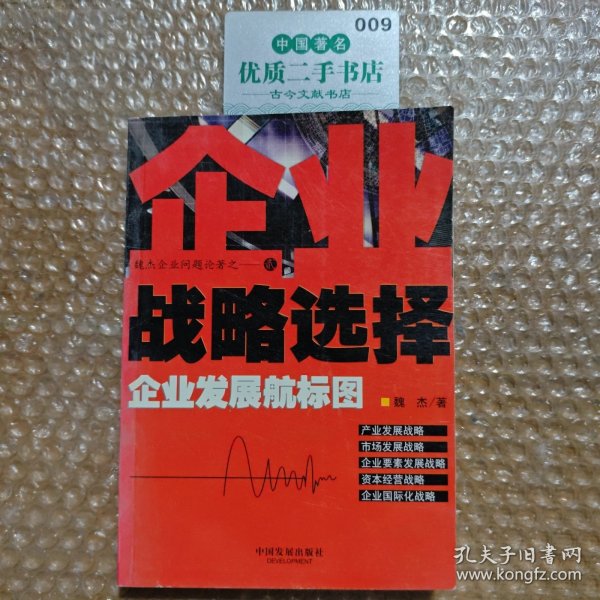 009
中国著名
优质二手书店
古今文献书店
企业
魏杰企业问题论著之——贰
战略选择
企业发展航标图
魏 杰/著
产业发展战略
市场发展战略
企业要素发展战略
资本经营战略
企业国际化战略
中国发展出版社
DEVELOPMENT
孔夫子旧书网
www.kongfz.com